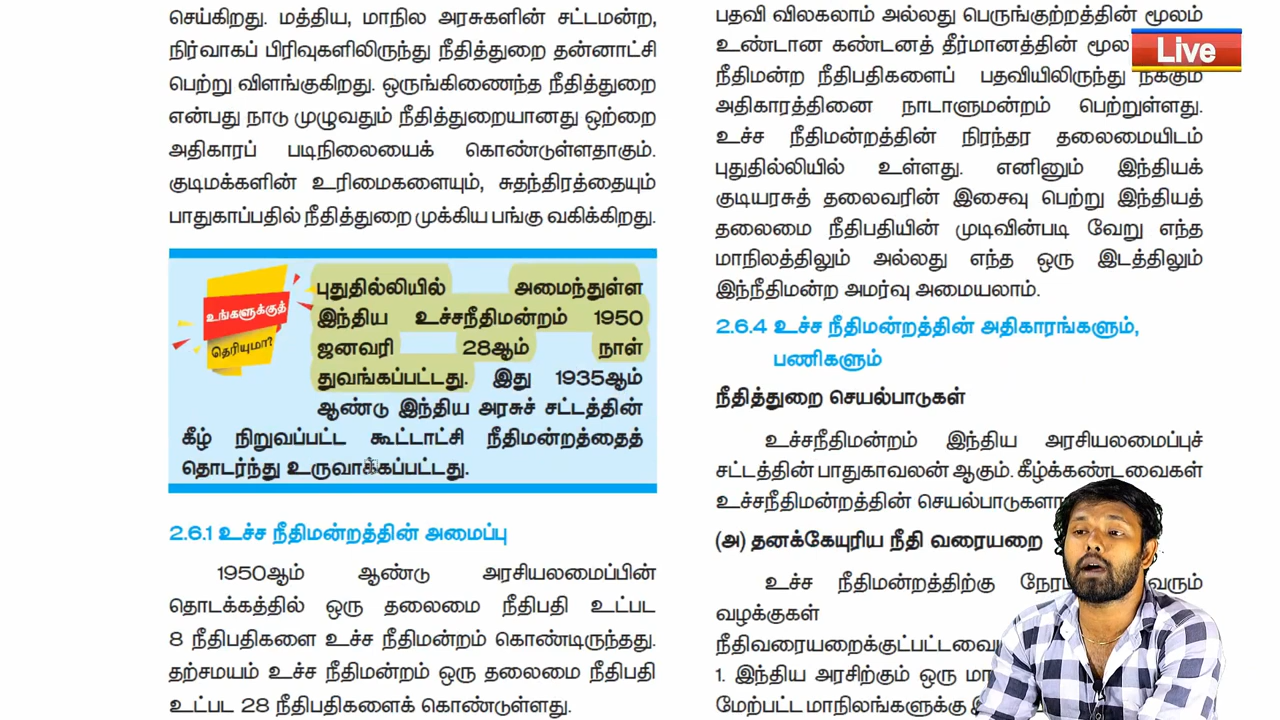 செய்கிறது. மத்திய, மாநில அரசுகளின் சட்டமன்ற,
நிர்வாகப் பிரிவுகளிலிருந்து நீதித்துறை தன்னாட்சி
பெற்று விளங்குகிறது. ஒருங்கிணைந்த நீதித்துறை
என்பது நாடு முழுவதும் நீதித்துறையானது ஒற்றை
அதிகாரப் படிநிலையைக் கொண்டுள்ளதாகும்.
குடிமக்களின் உரிமைகளையும், சுதந்திரத்தையும்
பாதுகாப்பதில் நீதித்துறை முக்கிய பங்கு வகிக்கிறது.
உங்களுக்குத்
தெரியுமா?
புதுதில்லியில் அமைந்துள்ள
இந்திய உச்சநீதிமன்றம் 1950
ஜனவரி 28ஆம் நாள்
துவங்கப்பட்டது. இது 1935ஆம்
ஆண்டு இந்திய அரசுச் சட்டத்தின்
கீழ் நிறுவப்பட்ட கூட்டாட்சி நீதிமன்றத்தைத்
தொடர்ந்து உருவாக்கப்பட்டது.
2.6.1 உச்ச நீதிமன்றத்தின் அமைப்பு
1950ஆம் ஆண்டு அரசியலமைப்பின்
தொடக்கத்தில் ஒரு தலைமை நீதிபதி உட்பட
8 நீதிபதிகளை உச்ச நீதிமன்றம் கொண்டிருந்தது.
தற்சமயம் உச்ச நீதிமன்றம் ஒரு தலைமை நீதிபதி
உட்பட 28 நீதிபதிகளைக் கொண்டுள்ளது.
பதவி விலகலாம் அல்லது பெருங்குற்றத்தின் மூலம்
உண்டான கண்டனத் தீர்மானத்தின் மூல
நீதிமன்ற நீதிபதிகளைப் பதவியிலிருந்து நீக்கும்
அதிகாரத்தினை நாடாளுமன்றம் பெற்றுள்ளது.
உச்ச நீதிமன்றத்தின் நிரந்தர தலைமையிடம்
புதுதில்லியில் உள்ளது. எனினும் இந்தியக்
குடியரசுத் தலைவரின் இசைவு பெற்று இந்தியத்
தலைமை நீதிபதியின் முடிவின்படி வேறு எந்த
மாநிலத்திலும் அல்லது எந்த ஒரு இடத்திலும்
இந்நீதிமன்ற அமர்வு அமையலாம்.
2.6.4 உச்ச நீதிமன்றத்தின் அதிகாரங்களும்,
பணிகளும்
நீதித்துறை செயல்பாடுகள்
உச்சநீதிமன்றம் இந்திய அரசியலமைப்புச்
சட்டத்தின் பாதுகாவலன் ஆகும். கீழ்க்கண்டவைகள்
உச்சநீதிமன்றத்தின் செயல்பாடுகளா
(அ) தனக்கேயுரிய நீதி வரையறை
உச்ச நீதிமன்றத்திற்கு நேர வரும்
வழக்குகள்
நீதிவரையறைக்குட்பட்டவை
1. இந்திய அரசிற்கும் ஒரு மா
மேற்பட்ட மாநிலங்களுக்கு
Live